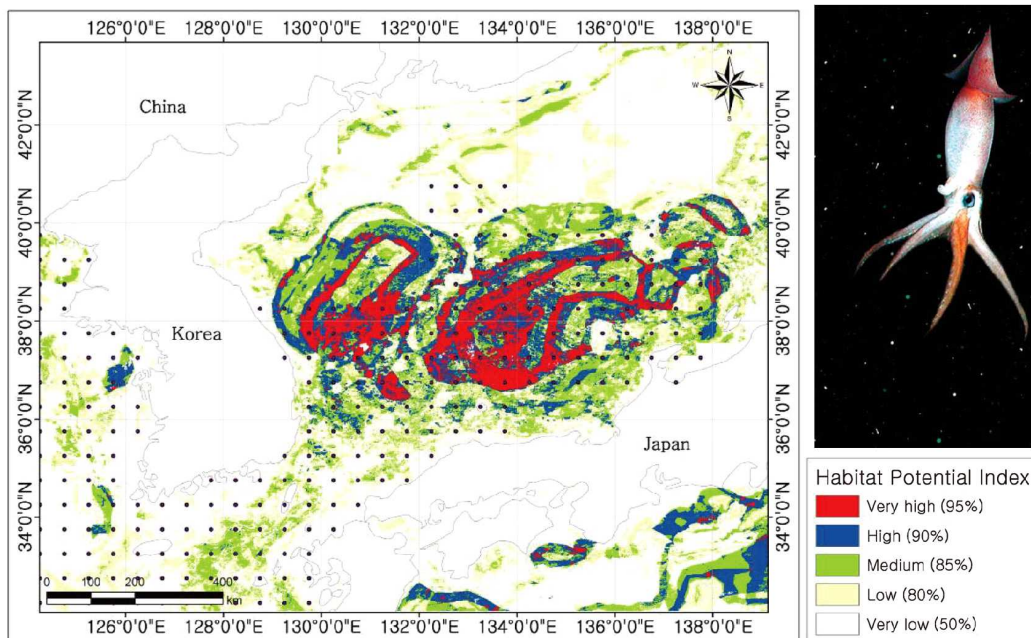 126°0'0"E 128°0'0"E 130°0'0"E 132°0'0"E 134°0'0"E 136°0'0"E 138°0'0"E
N
W E
S
China
42°0'0"N 42°0'0"N
40°0'0"N 40°0'0"N
38°0'0"N 38°0'0"N
Korea
36°0'0"N 36°0'0"N
Japan
34°0'0"N 34°0'0"N
0 100 200 400
km
126°0'0"E 128°0'0"E 130°0'0"E 132°0'0"E 134°0'0"E 136°0'0"E 138°0'0"E
Habitat Potential Index
Very high (95%)
High (90%)
Medium (85%)
Low (80%)
Very low (50%)